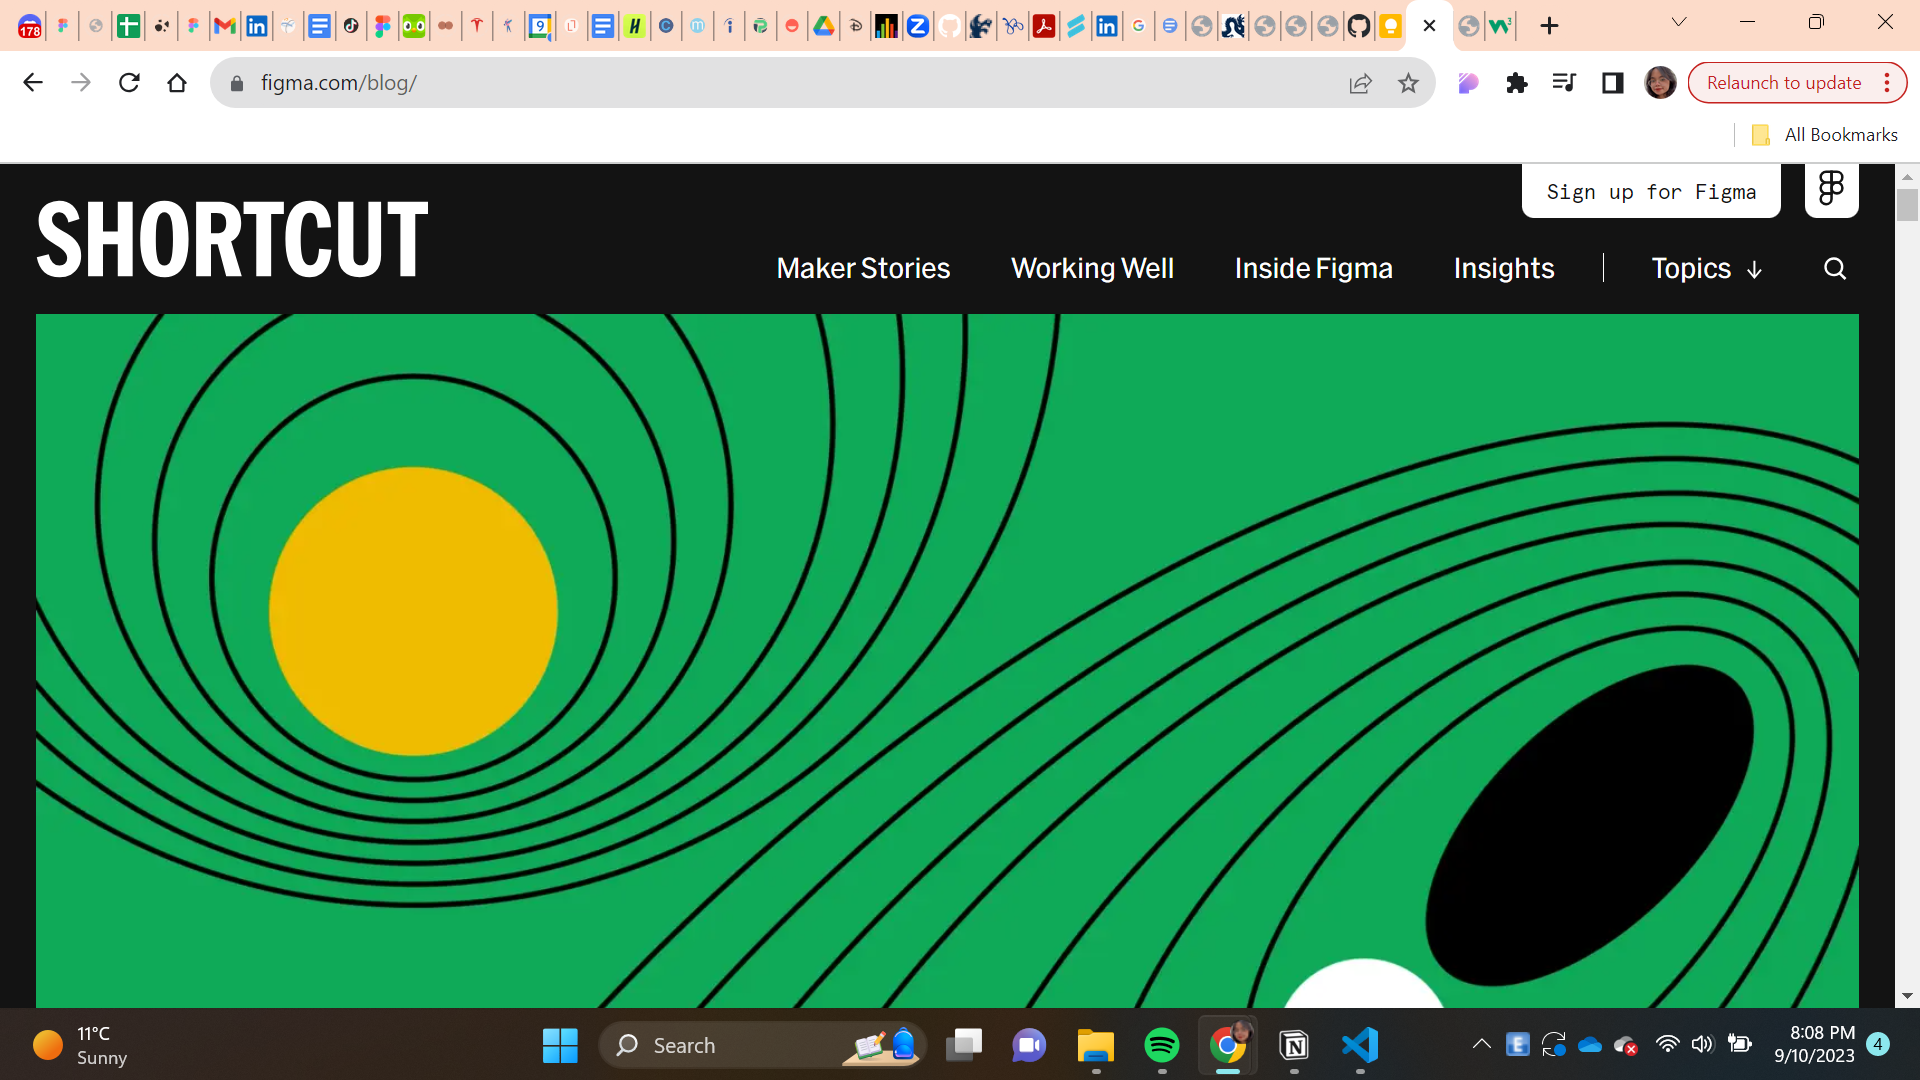 178
figma.com/blog/
Relaunch to update
All Bookmarks
SHORTCUT
Sign up for Figma
Maker Stories
Working Well
Inside Figma
Insights
Topics
11°C
Sunny
Search
8:08 PM
9/10/2023
4